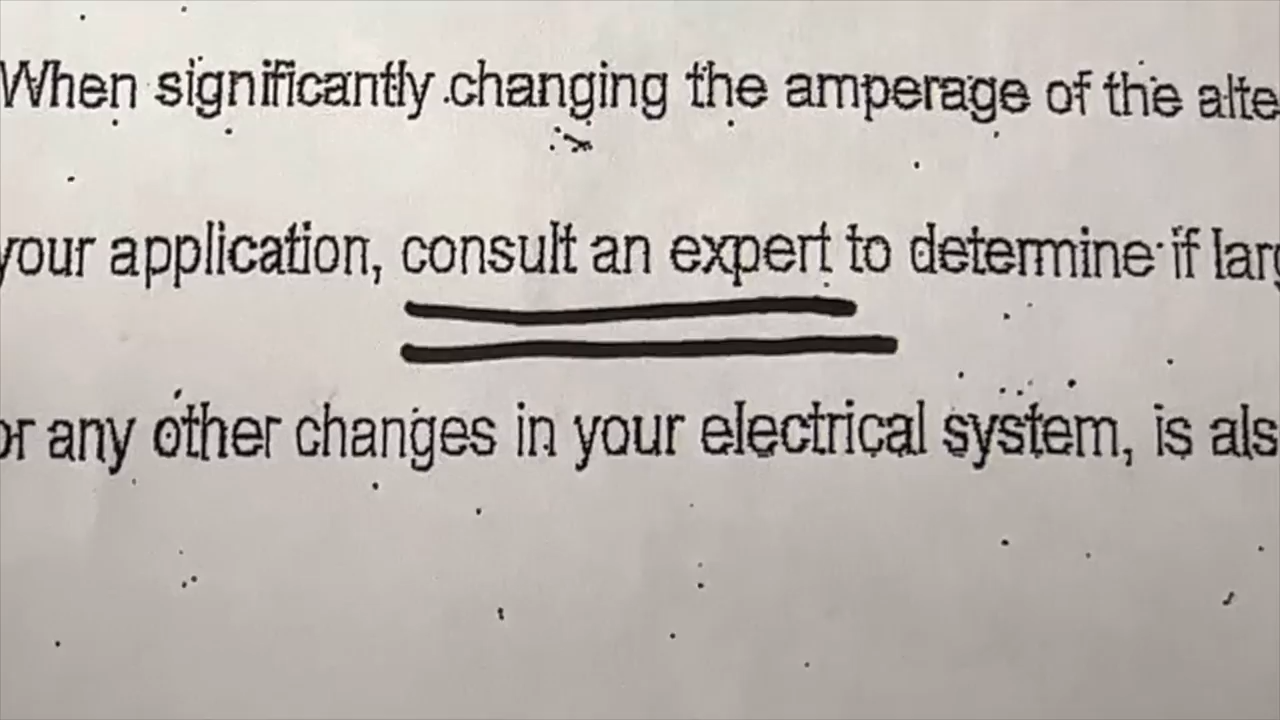 When significantly changing the amperage of the alte
your application, consult an expert to determine if larg
or any other changes in your electrical system, is als